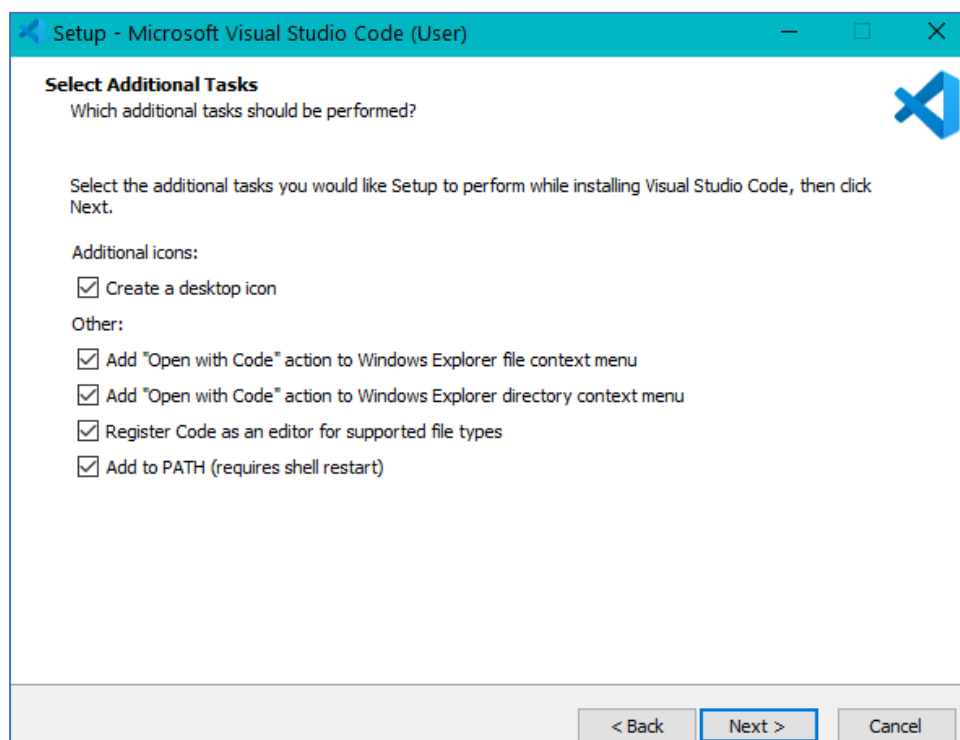 Setup - Microsoft Visual Studio Code (User)
Select Additional Tasks
Which additional tasks should be performed?
Select the additional tasks you would like Setup to perform while installing Visual Studio Code, then click
Next.
Additional icons:
Create a desktop icon
Other:
Add "Open with Code" action to Windows Explorer file context menu
Add "Open with Code" action to Windows Explorer directory context menu
Register Code as an editor for supported file types
Add to PATH (requires shell restart)
< Back Next > Cancel